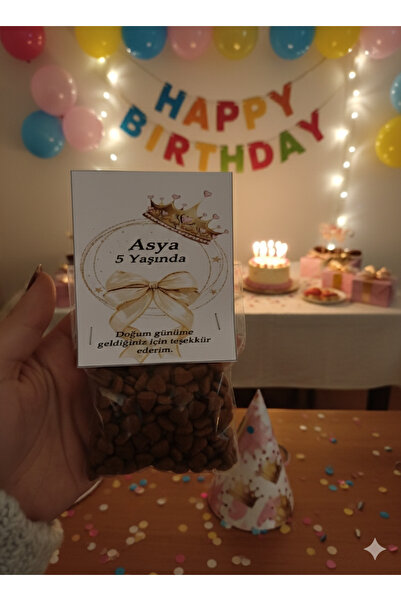 HAPPY
BIRTHDAY
Asya
5 Yaşında
Doğum günüme
geldiğiniz için teşekkür
ederim.